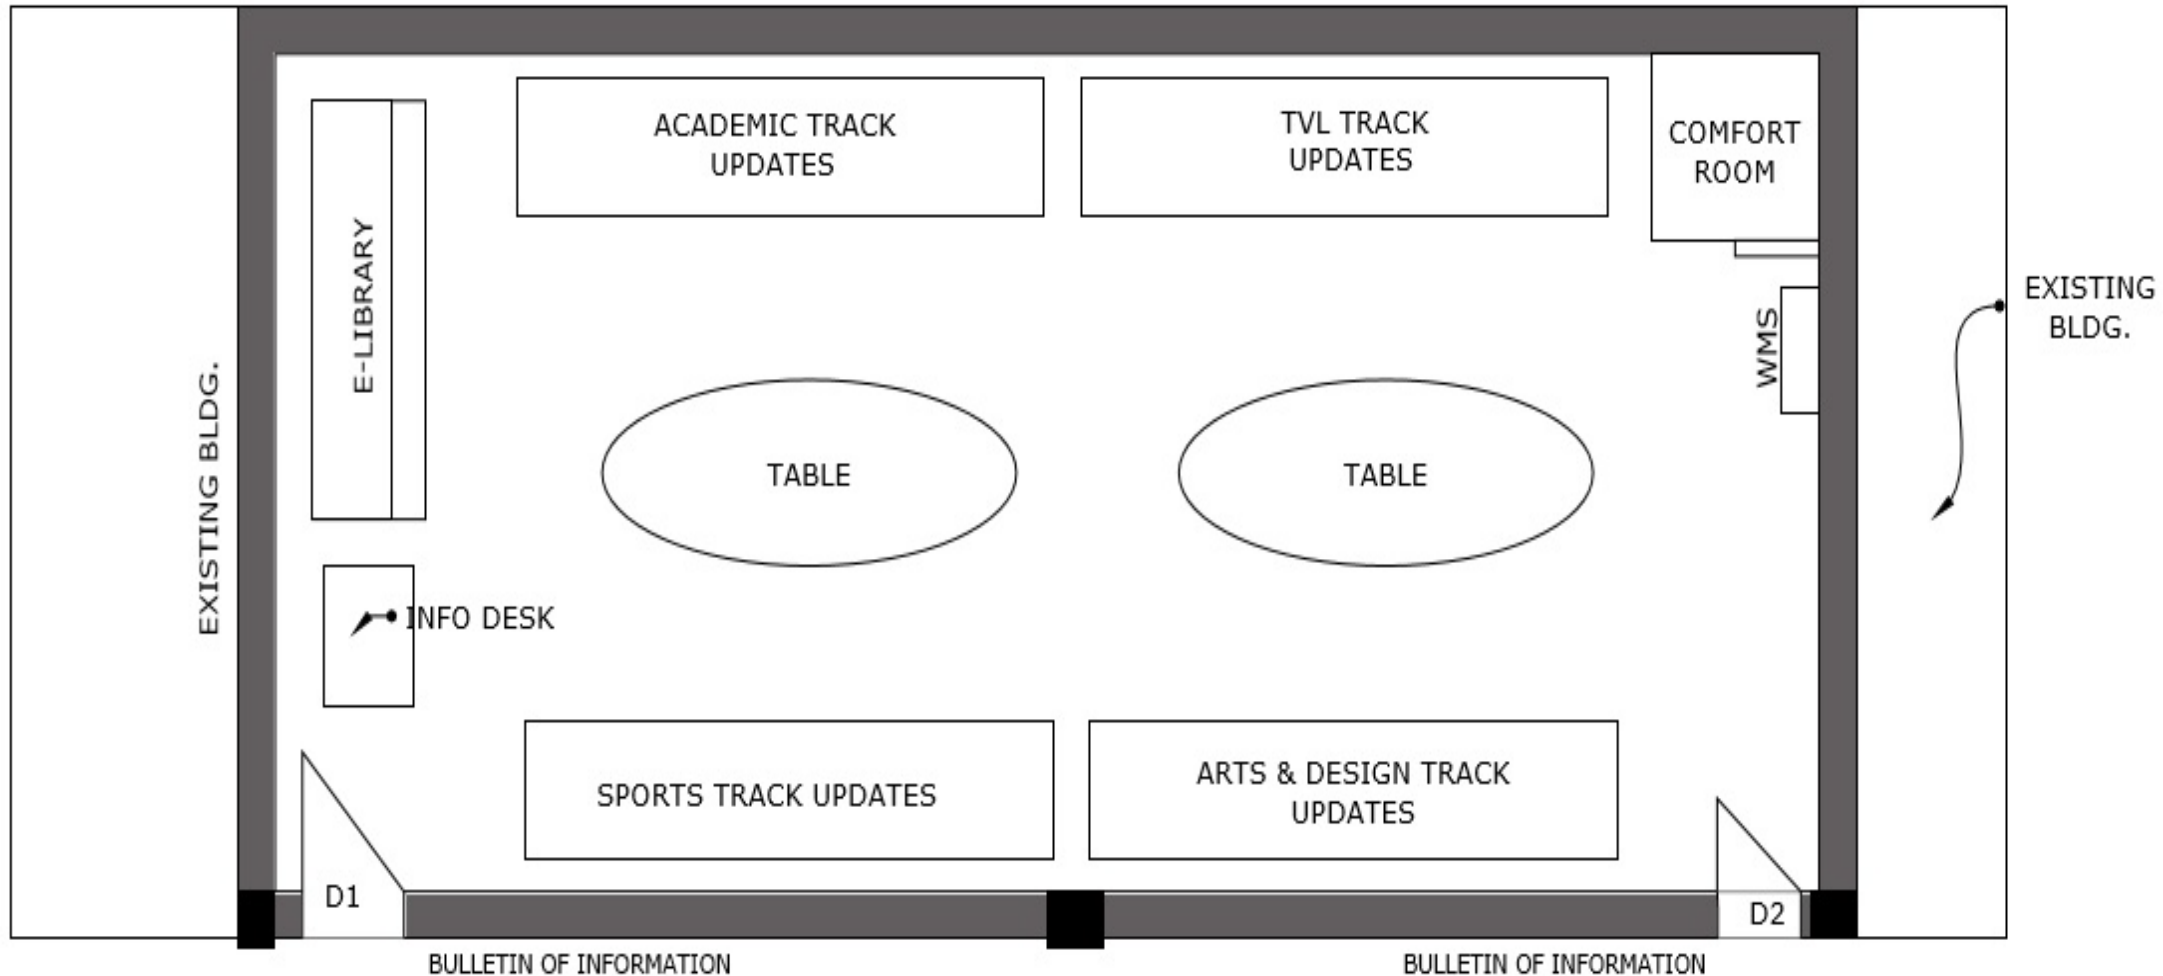 ACADEMIC TRACK
UPDATES
TVL TRACK
UPDATES
COMFORT
ROOM
E-LIBRARY
WMS
EXISTING
BLDG.
EXISTING BLDG.
TABLE
TABLE
INFO DESK
SPORTS TRACK UPDATES
ARTS & DESIGN TRACK
UPDATES
D1
D2
BULLETIN OF INFORMATION
BULLETIN OF INFORMATION